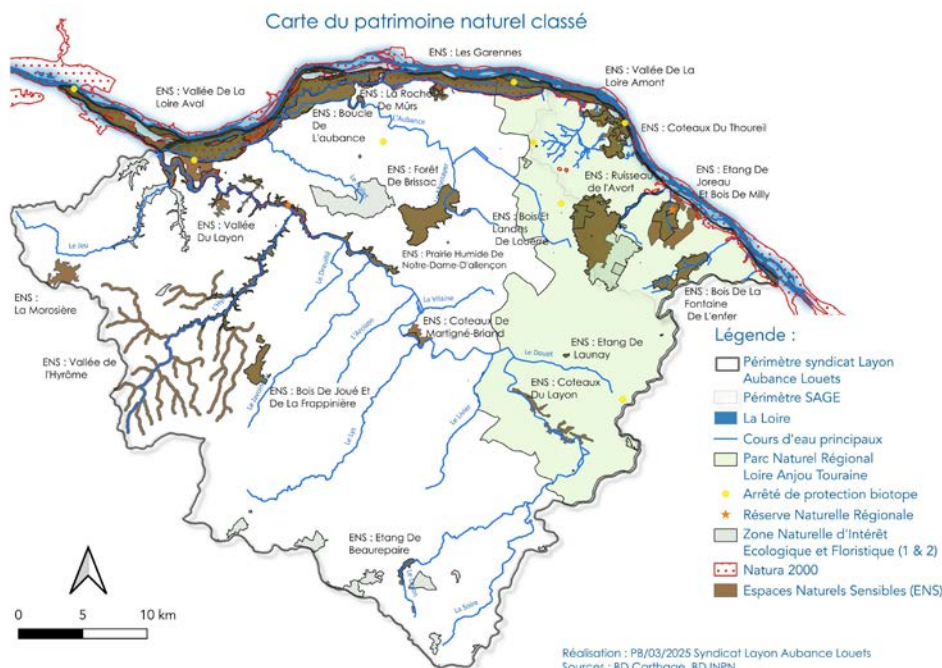 Carte du patrimoine naturel classé
ENS : Les Garennes
ENS : Vallée De La
Loire Amont
ENS : Vallée De La
Loire Aval
ENS : La Roche
De Mûrs
ENS : Boucle
De
L'aubance
L'Aubance
ENS : Coteaux Du Thoureil
ENS : Forêt
De Brissac
ENS : Ruisseau
de l'Avort
ENS : Etang De
Joreau
Et Bois De Milly
ENS : Vallée
Du Layon
ENS : Bois Et
Landes
De Louerre
Le Jeu
ENS : Prairie Humide De
Notre-Dame-D'allençon
ENS :
La Morosière
ENS : Bois De La
Fontaine
De L'enfer
La Vilaine
ENS : Coteaux De
Martigné-Briand
ENS : Vallée de
l'Hyrôme
ENS : Etang De
Launay
Le Douet
ENS : Bois De Joué Et
De La Frappinière
ENS : Coteaux
Du Layon
Le Lys
ENS : Etang De
Beaurepaire
Légende :
Périmètre syndicat Layon
Aubance Louets
Périmètre SAGE
La Loire
Cours d'eau principaux
Parc Naturel Régional
Loire Anjou Touraine
Arrêté de protection biotope
Réserve Naturelle Régionale
Zone Naturelle d'Intérêt
Ecologique et Floristique (1 & 2)
Natura 2000
Espaces Naturels Sensibles (ENS)
0 5 10 km
Réalisation : PB/03/2025 Syndicat Layon Aubance Louets
Sources : BD Carthage, BD INPN